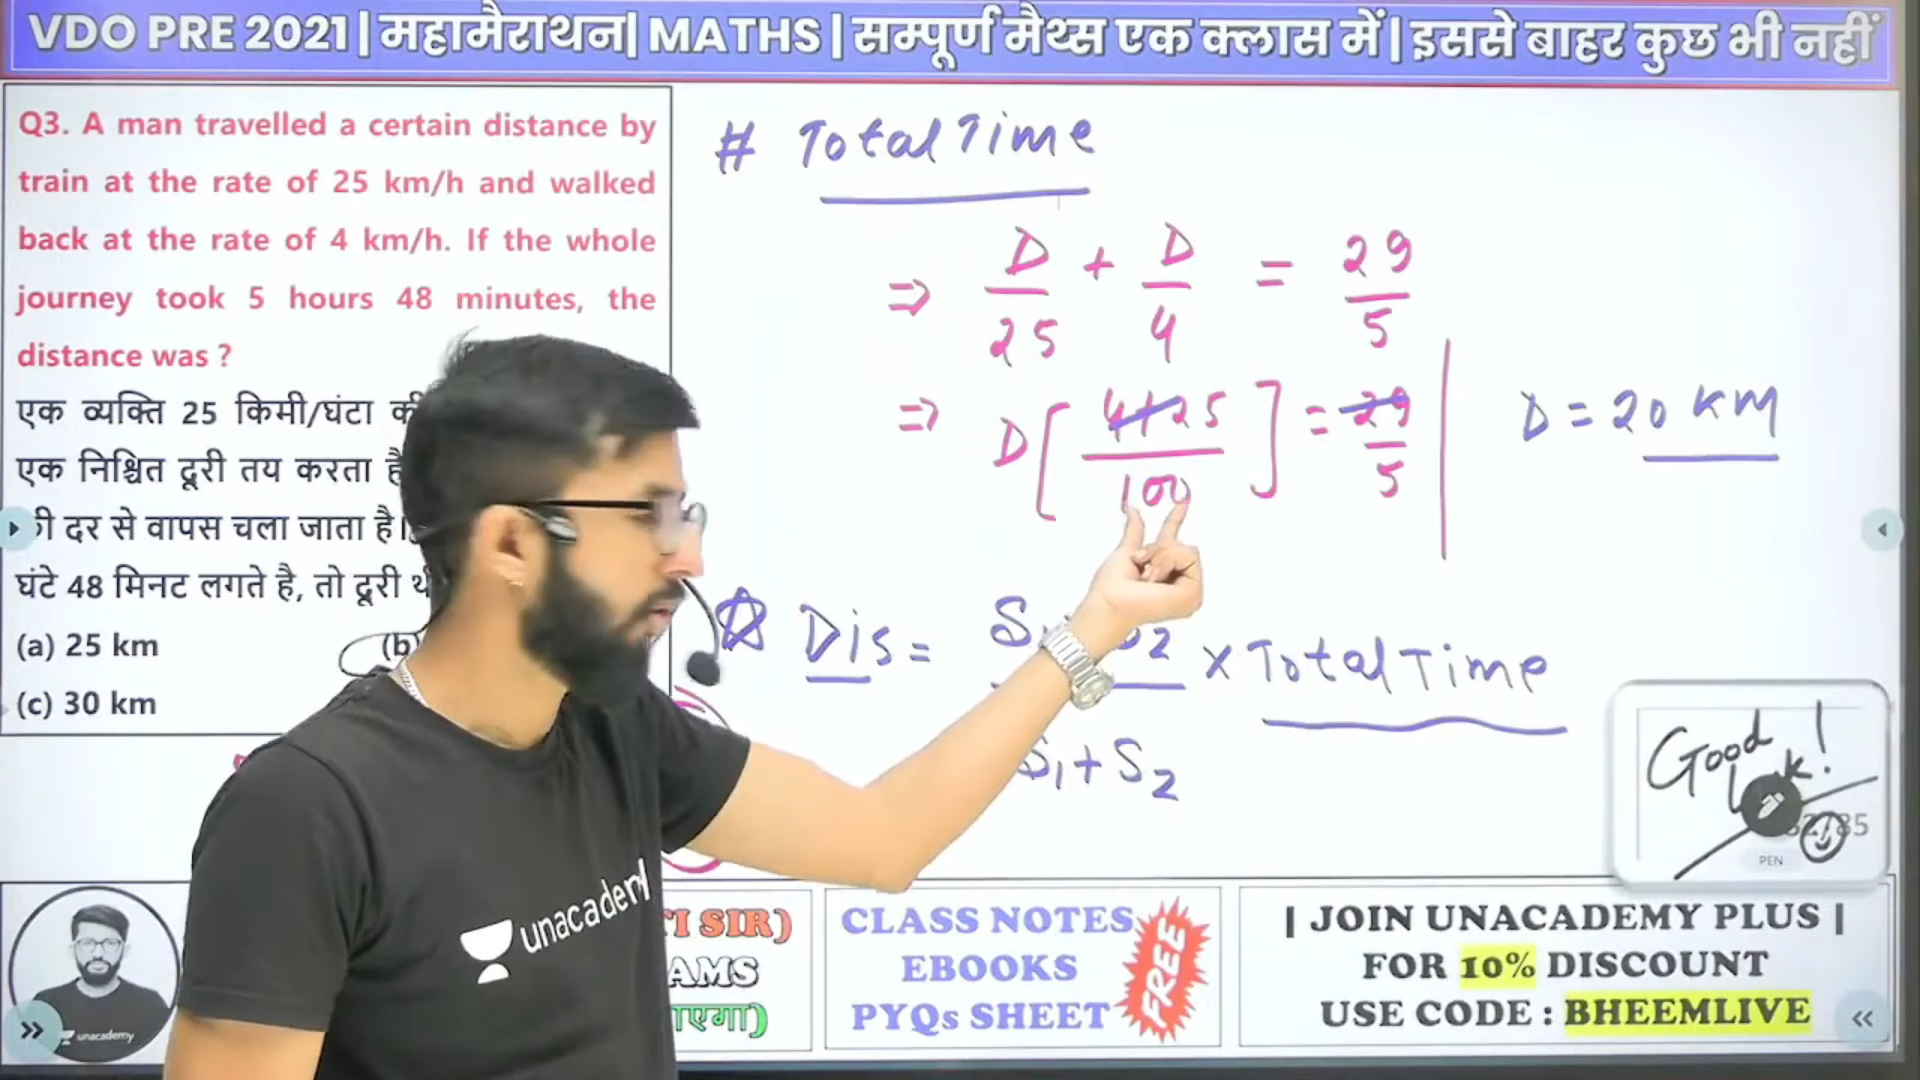 VDO PRE 2021 | महामैराथन| MATHS | सम्पूर्ण मैथ्स एक क्लास में | इससे बाहर कुछ भी नहीं
Q3. A man travelled a certain distance by
train at the rate of 25 km/h and walked
back at the rate of 4 km/h. If the whole
journey took 5 hours 48 minutes, the
distance was ?
एक व्यक्ति 25 किमी/घंटा की
एक निश्चित दूरी तय करता है
दर से वापस चला जाता है।
घंटे 48 मिनट लगते है, तो दूरी
(a) 25 km (b)
(c) 30 km
# Total Time
⇒ D/25 + D/4 = 29/5
⇒ D[4+25/100] = 29/5
D = 20 KM
Dis = S₁ S₂ / S₁+S₂ × Total Time
Good
PEN
unacademy
unacademy
SIR)
CLASS NOTES
EBOOKS
PYQs SHEET
FREE
| JOIN UNACADEMY PLUS |
FOR 10% DISCOUNT
USE CODE : BHEEMLIVE